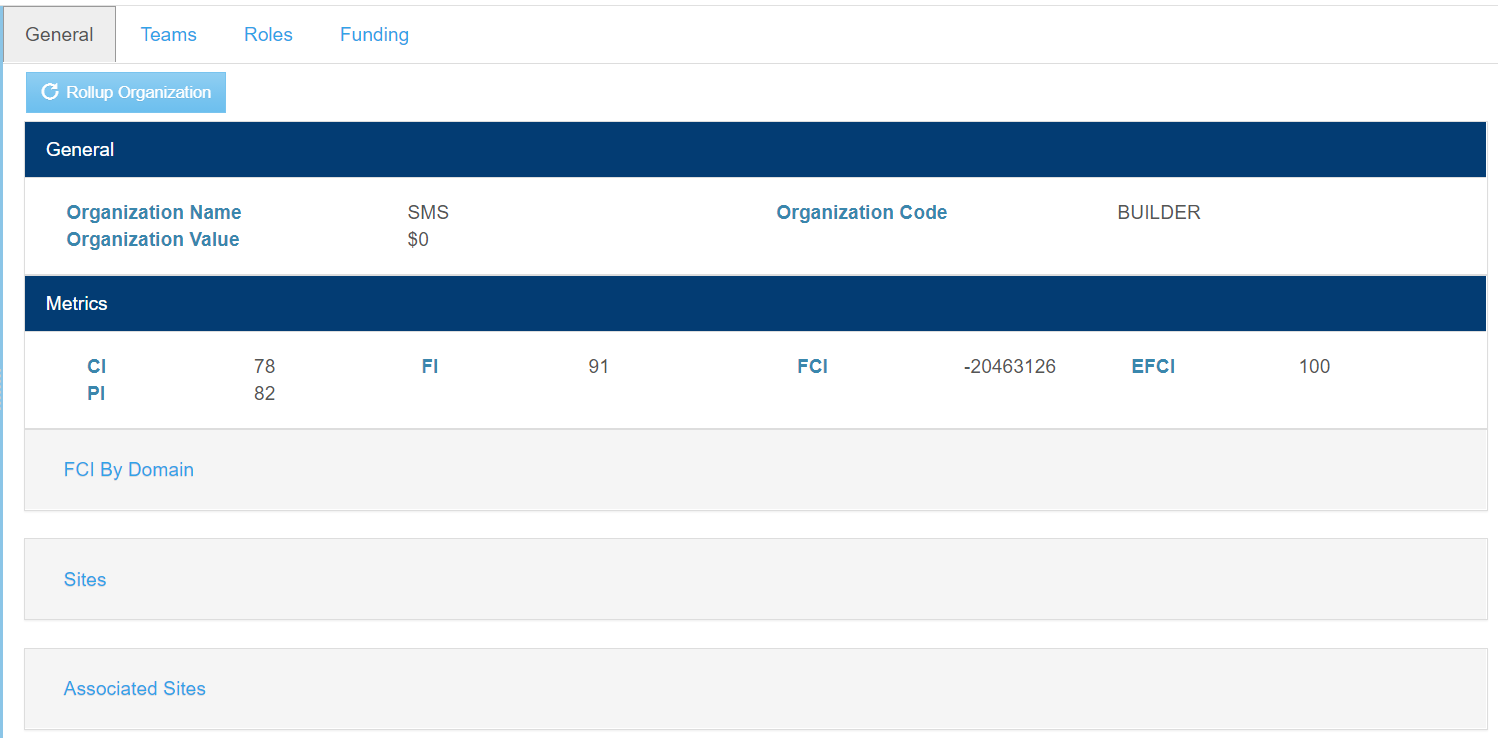 General Teams Roles Funding
Rollup Organization
General
Organization Name SMS Organization Code BUILDER
Organization Value $0
Metrics
CI 78 FI 91 FCI -20463126 EFCI 100
PI 82
FCI By Domain
Sites
Associated Sites